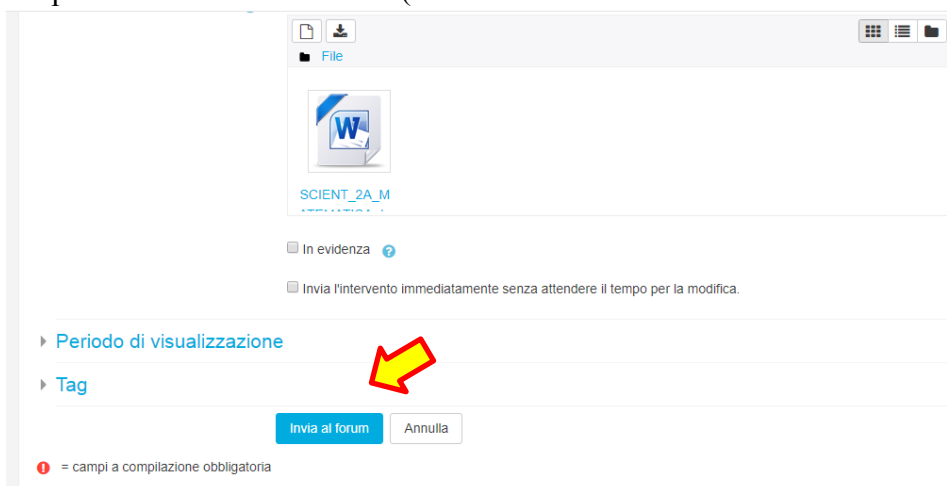 File
W
SCIENT_2A_M
In evidenza
Invia l'intervento immediatamente senza attendere il tempo per la modifica.
Periodo di visualizzazione
Tag
Invia al forum Annulla
= campi a compilazione obbligatoria